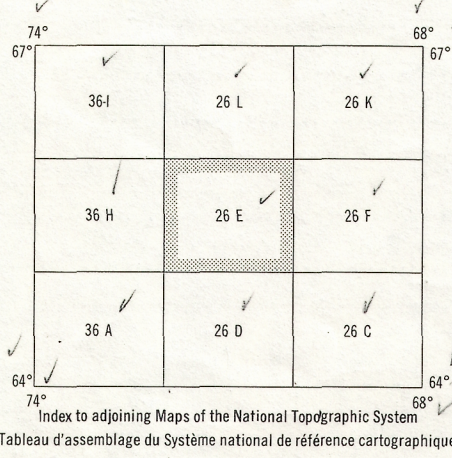 74° 68°
67° 67°
36-I 26 L 26 K
36 H 26 E 26 F
36 A 26 D 26 C
64° 64°
74° 68°
Index to adjoining Maps of the National Topographic System
Tableau d'assemblage du Système national de référence cartographique